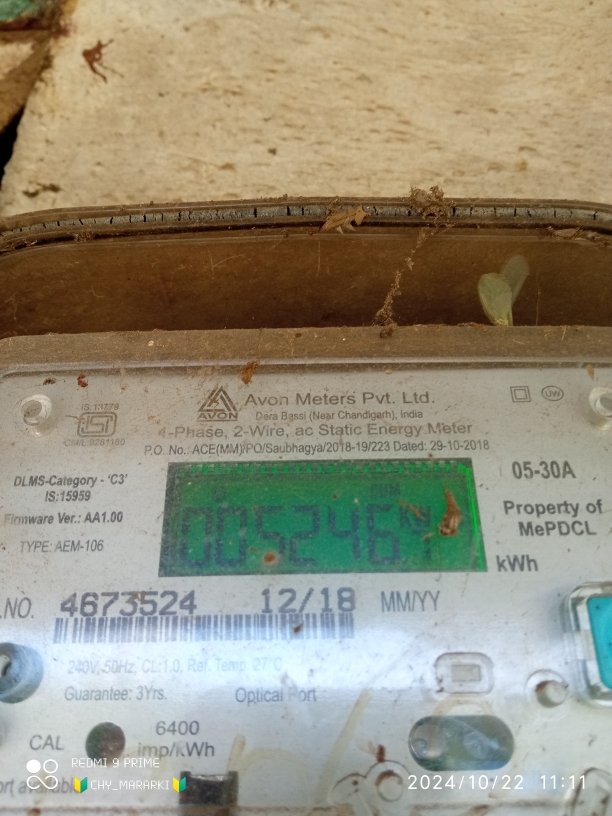 IS:13779
ISI
CM/L-9281180
AVON
Avon Meters Pvt. Ltd.
Dera Bassi (Near Chandigarh), India
1-Phase, 2-Wire, ac Static Energy Meter
P.O. No.: ACE(MM)/PO/Saubhagya/2018-19/223 Dated: 29-10-2018
DLMS-Category - 'C3'
IS:15959
Firmware Ver.: AA1.00
TYPE: AEM-106
005246
05-30A
Property of
MePDCL
kWh
.NO. 4673524 12/18 MM/YY
240V, 50Hz, CL:1.0, Ref. Temp. 27°C
Guarantee: 3Yrs. Optical Port
CAL
6400
imp/kWh
REDMI 9 PRIME
CHY_MARARKI
2024/10/22 11:11